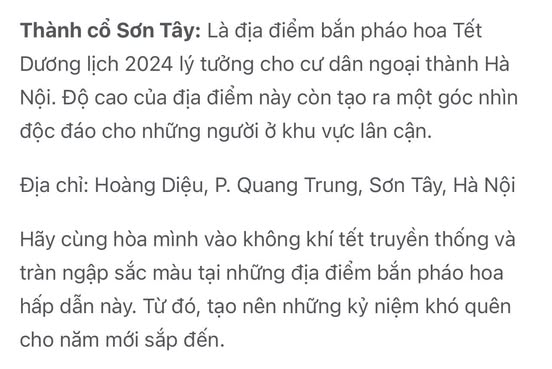 Thành cổ Sơn Tây: Là địa điểm bắn pháo hoa Tết
Dương lịch 2024 lý tưởng cho cư dân ngoại thành Hà
Nội. Độ cao của địa điểm này còn tạo ra một góc nhìn
độc đáo cho những người ở khu vực lân cận.
Địa chỉ: Hoàng Diệu, P. Quang Trung, Sơn Tây, Hà Nội
Hãy cùng hòa mình vào không khí tết truyền thống và
tràn ngập sắc màu tại những địa điểm bắn pháo hoa
hấp dẫn này. Từ đó, tạo nên những kỷ niệm khó quên
cho năm mới sắp đến.